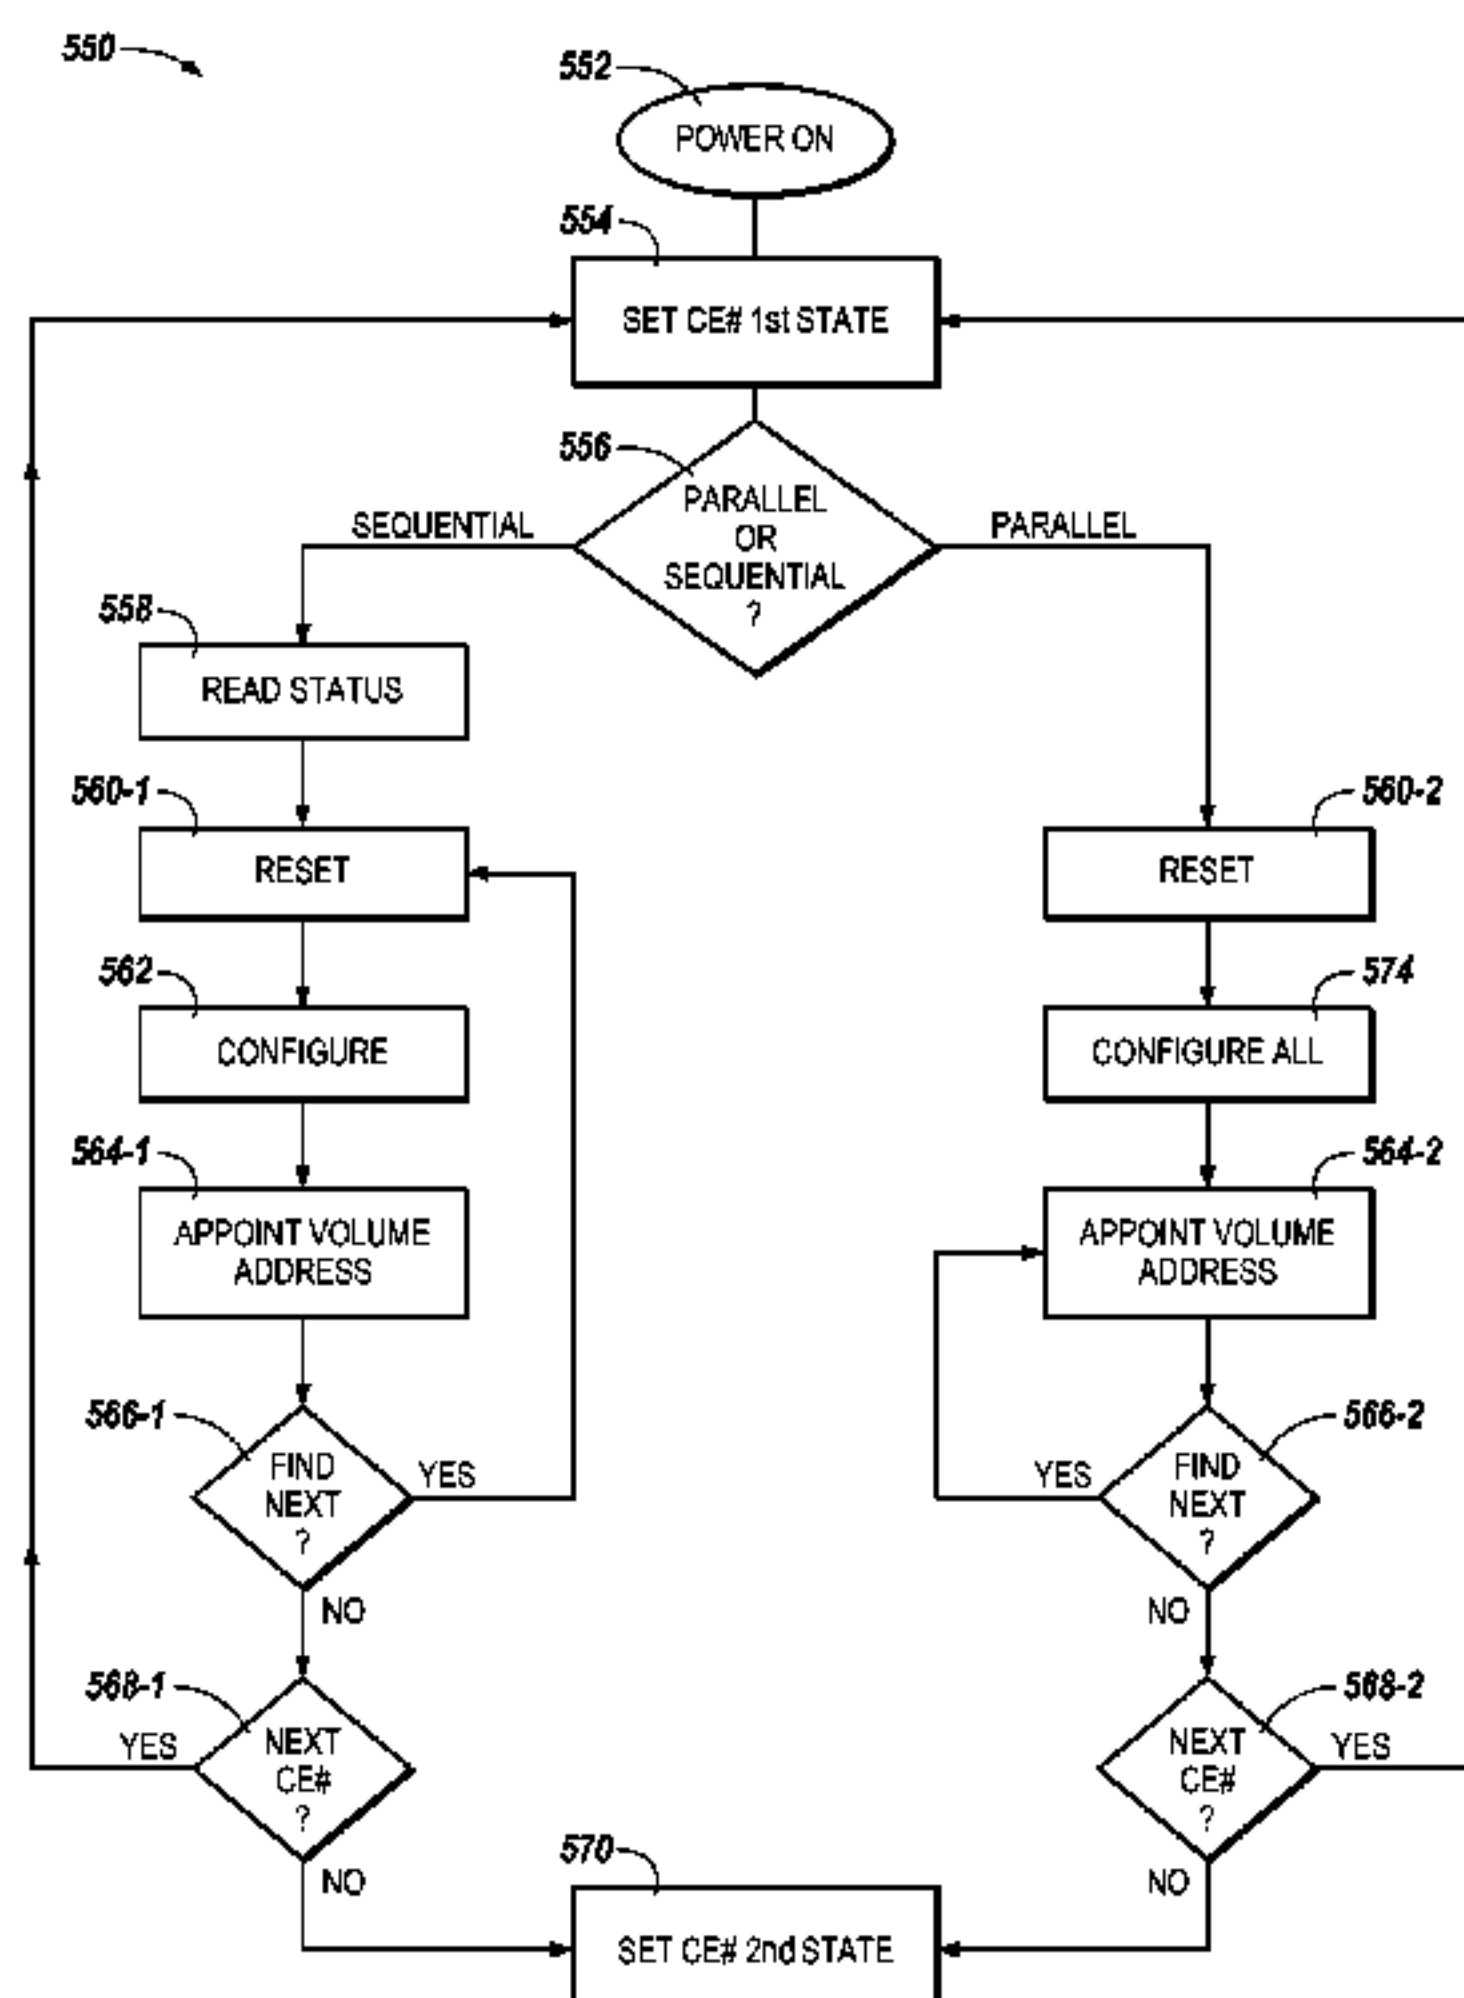 550
552
POWER ON
554
SET CE# 1st STATE
556
PARALLEL
OR
SEQUENTIAL
?
SEQUENTIAL
PARALLEL
558
READ STATUS
560-1
RESET
560-2
RESET
562
CONFIGURE
574
CONFIGURE ALL
564-1
APPOINT VOLUME
ADDRESS
564-2
APPOINT VOLUME
ADDRESS
566-1
FIND
NEXT
?
YES
NO
566-2
FIND
NEXT
?
YES
NO
568-1
NEXT
CE#
?
YES
NO
568-2
NEXT
CE#
?
YES
NO
570
SET CE# 2nd STATE